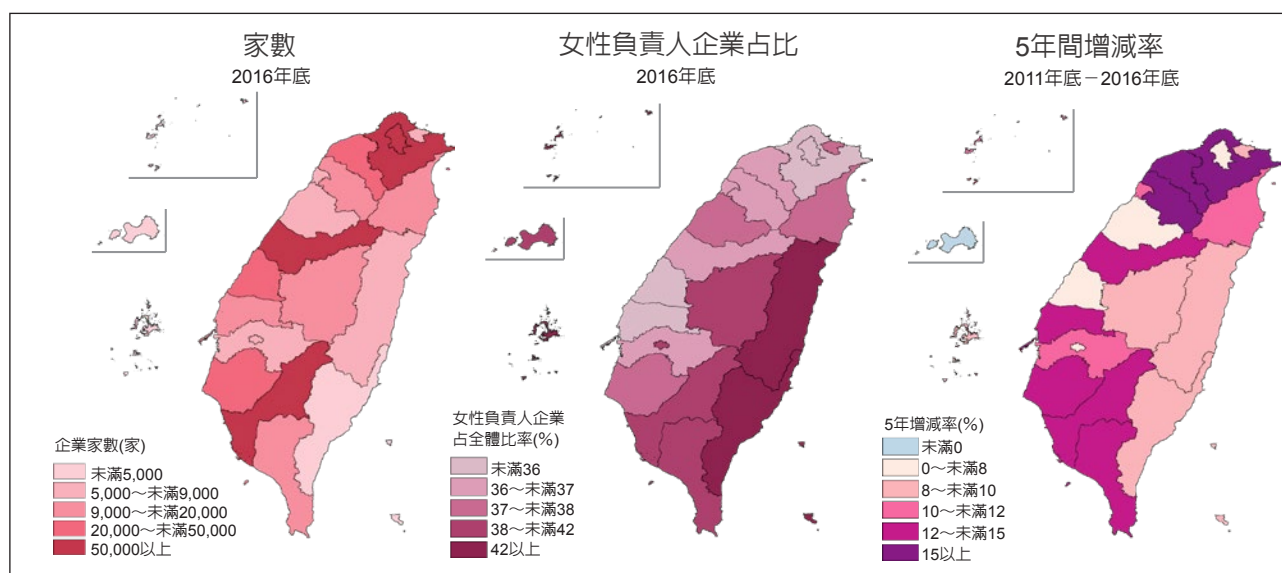 家數
2016年底
企業家數(家)
未滿5,000
5,000～未滿9,000
9,000～未滿20,000
20,000～未滿50,000
50,000以上
女性負責人企業占比
2016年底
女性負責人企業
占全體比率(%)
未滿36
36～未滿37
37～未滿38
38～未滿42
42以上
5年間增減率
2011年底－2016年底
5年增減率(%)
未滿0
0～未滿8
8～未滿10
10～未滿12
12～未滿15
15以上